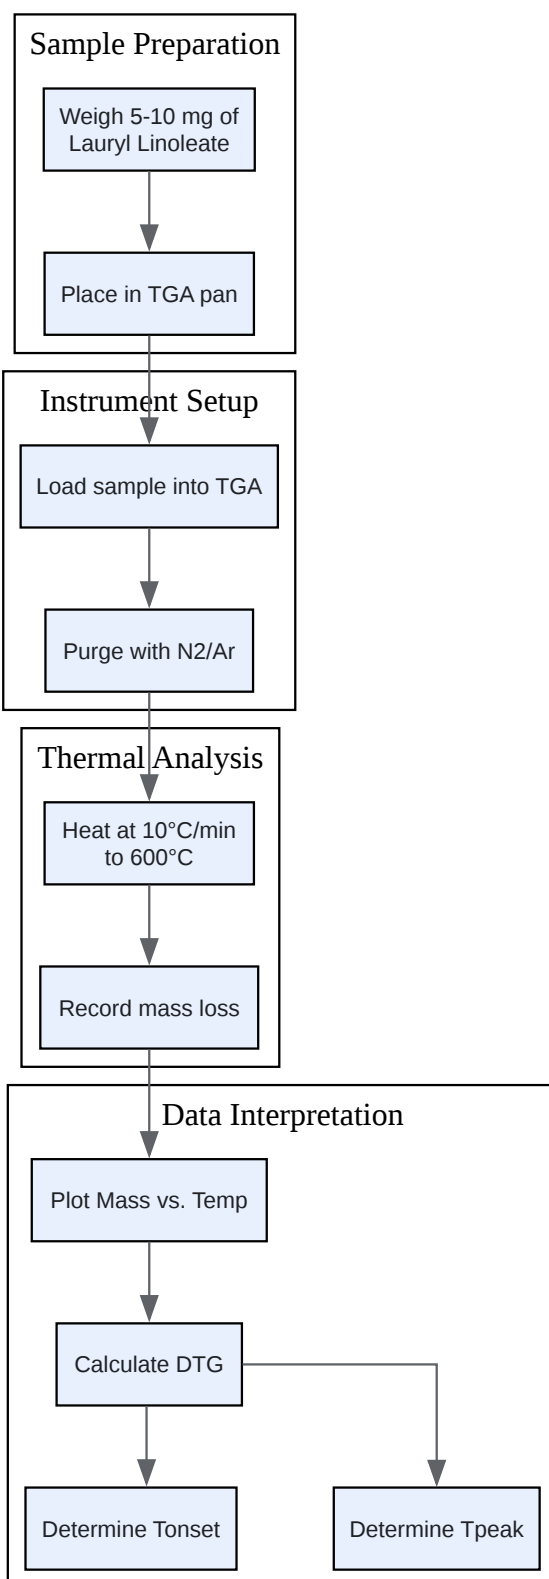 Sample Preparation
Weigh 5-10 mg of
Lauryl Linoleate
Place in TGA pan
Instrument Setup
Load sample into TGA
Purge with N2/Ar
Thermal Analysis
Heat at 10°C/min
to 600°C
Record mass loss
Data Interpretation
Plot Mass vs. Temp
Calculate DTG
Determine Tonset
Determine Tpeak